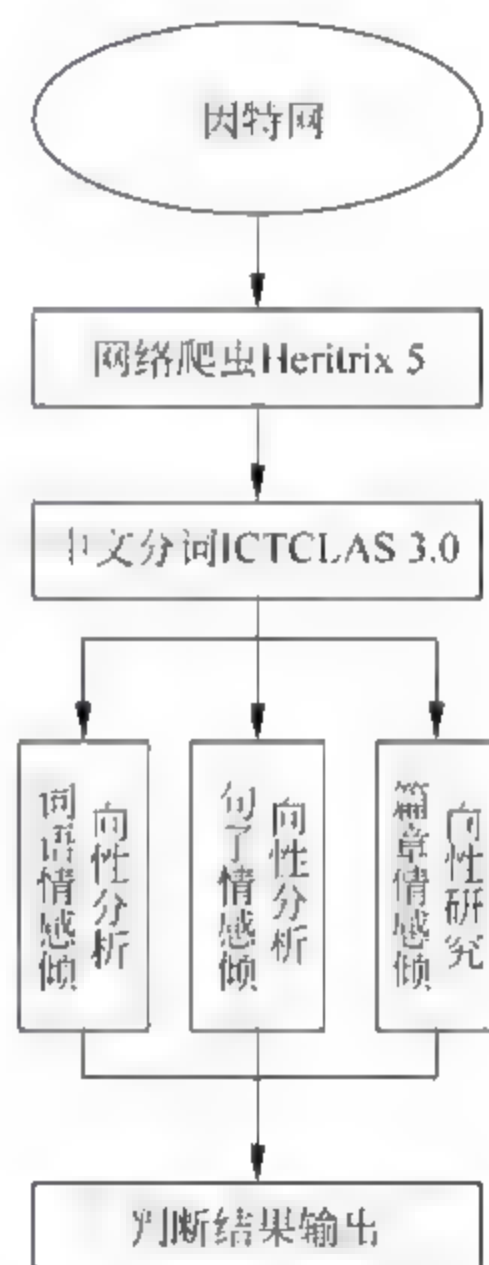 因特网
网络爬虫Heritrix 5
中文分词ICTCLAS 3.0
词语情感倾
向性分析
句子情感倾
向性分析
篇章情感倾
向性研究
判断结果输出